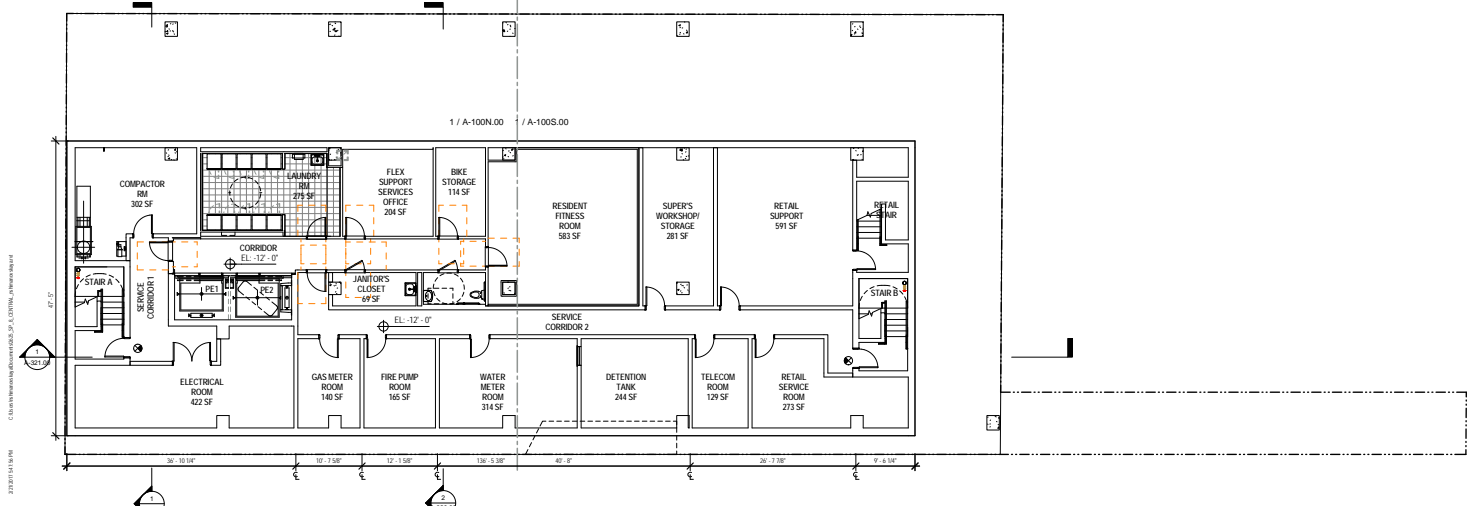 1 / A-100N.00
1 / A-100S.00
COMPACTOR
RM
302 SF
LAUNDRY
RM
275 SF
FLEX
SUPPORT
SERVICES
OFFICE
204 SF
BIKE
STORAGE
114 SF
RESIDENT
FITNESS
ROOM
583 SF
SUPER'S
WORKSHOP/
STORAGE
281 SF
RETAIL
SUPPORT
591 SF
RETAIL
STAIR
CORRIDOR
EL: -12' - 0"
STAIR A
SERVICE
CORRIDOR 1
PE1
PE2
JANITOR'S
CLOSET
69 SF
STAIR B
EL: -12' - 0"
SERVICE
CORRIDOR 2
47' - 5"
1
A-321.00
ELECTRICAL
ROOM
422 SF
GAS METER
ROOM
140 SF
FIRE PUMP
ROOM
165 SF
WATER
METER
ROOM
314 SF
DETENTION
TANK
244 SF
TELECOM
ROOM
129 SF
RETAIL
SERVICE
ROOM
273 SF
36' - 10 1/4"
10' - 7 5/8"
12' - 1 5/8"
136' - 5 3/8"
40' - 8"
26' - 7 7/8"
9' - 6 1/4"
1
2